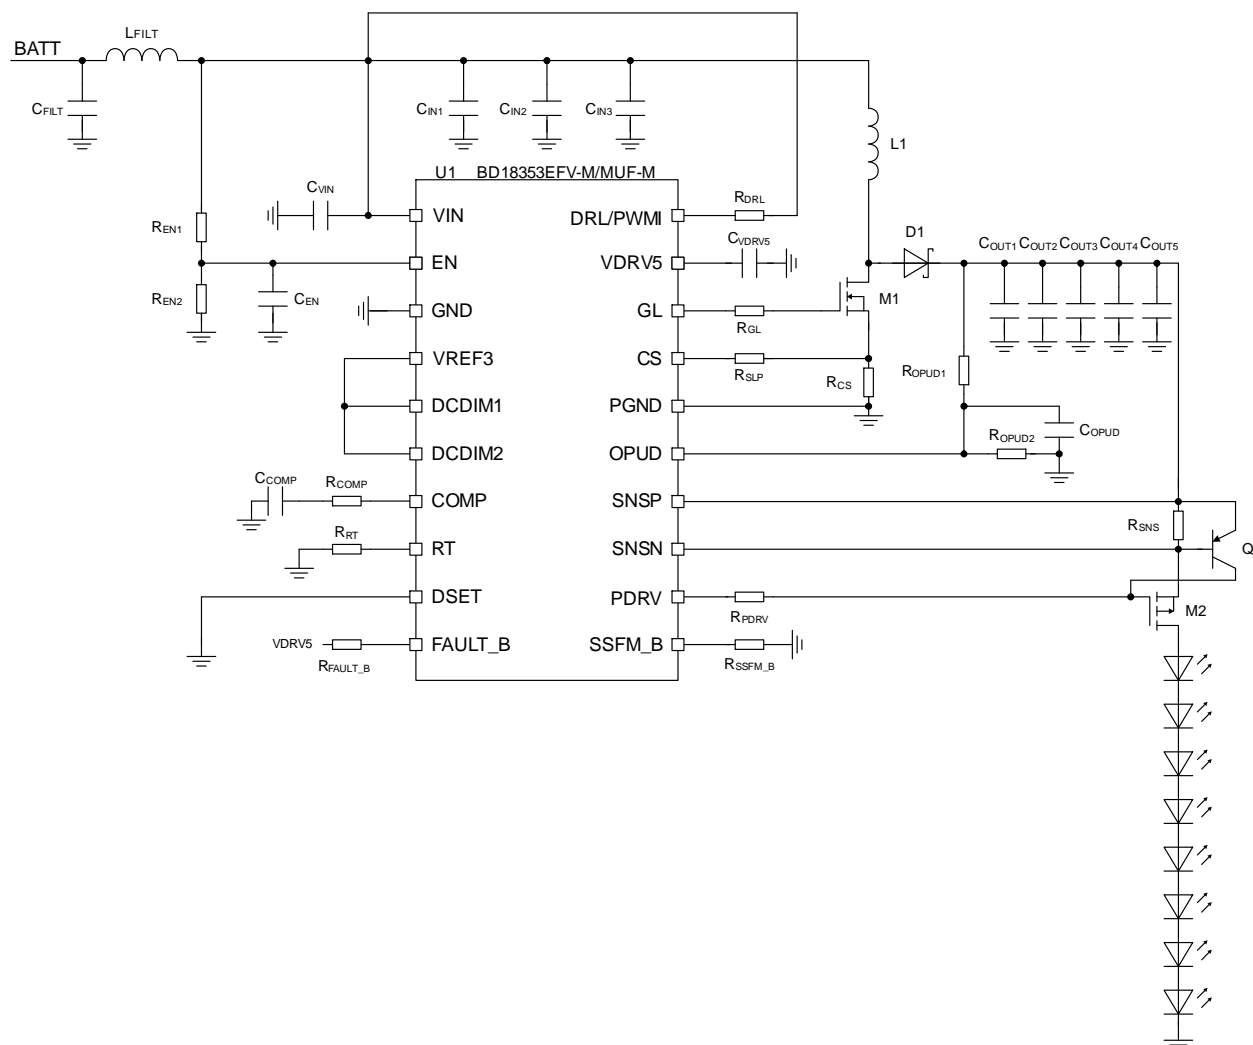 LFILT
BATT
CFILT
CIN1
CIN2
CIN3
L1
U1 BD18353EFV-M/MUF-M
CVIN
RDRL
VIN
DRL/PWMI
REN1
CVDRV5
D1
COUT1 COUT2 COUT3 COUT4 COUT5
EN
VDRV5
REN2
CEN
M1
GND
GL
RGL
VREF3
CS
RSLP
RCS
ROPUD1
DCDIM1
PGND
DCDIM2
OPUD
ROPUD2
COPUD
CCOMP
RCOMP
COMP
SNSP
RSNS
RRT
RT
SNSN
Q
DSET
PDRV
RPDRV
M2
VDRV5
RFAULT_B
FAULT_B
SSFM_B
RSSFM_B